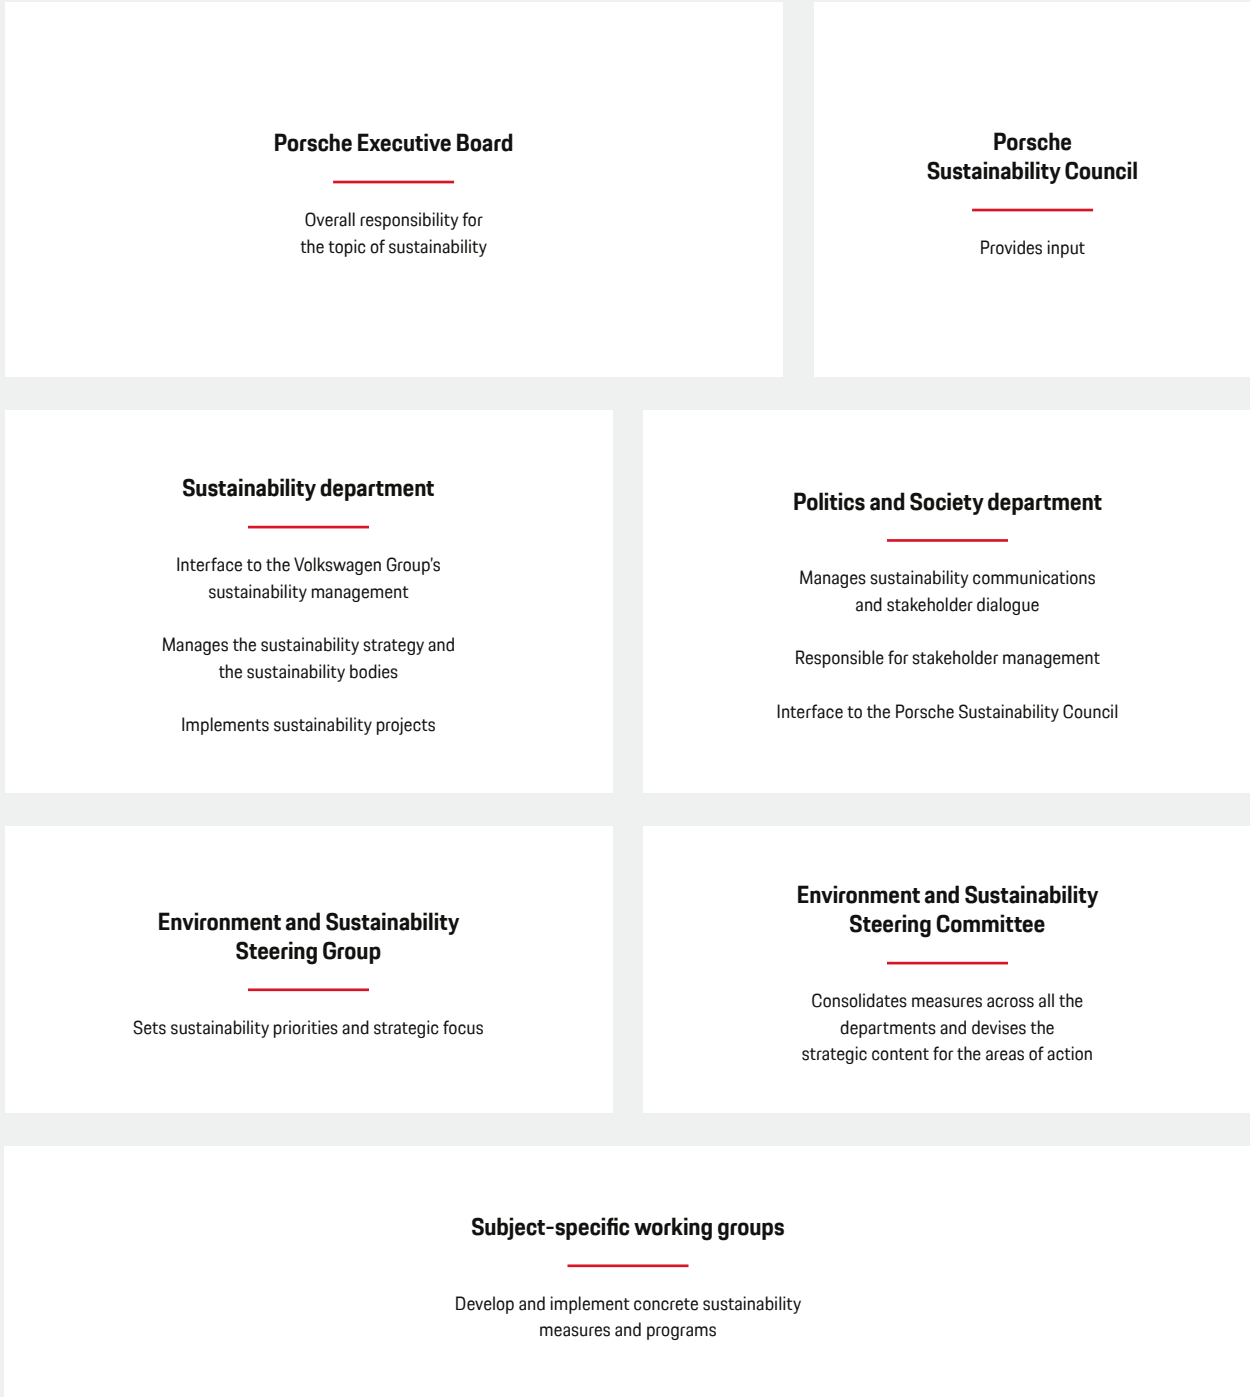 Porsche Executive Board
Overall responsibility for
the topic of sustainability
Porsche
Sustainability Council
Provides input
Sustainability department
Interface to the Volkswagen Group's
sustainability management
Manages the sustainability strategy and
the sustainability bodies
Implements sustainability projects
Politics and Society department
Manages sustainability communications
and stakeholder dialogue
Responsible for stakeholder management
Interface to the Porsche Sustainability Council
Environment and Sustainability
Steering Group
Sets sustainability priorities and strategic focus
Environment and Sustainability
Steering Committee
Consolidates measures across all the
departments and devises the
strategic content for the areas of action
Subject-specific working groups
Develop and implement concrete sustainability
measures and programs